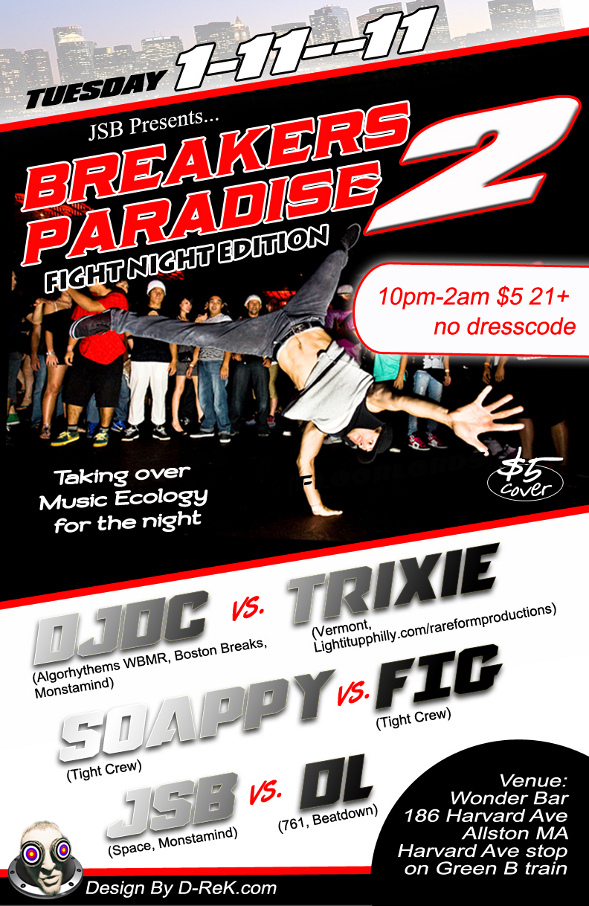 TUESDAY 1-11--11
JSB Presents...
BREAKERS
PARADISE 2
FIGHT NIGHT EDITION
10pm-2am $5 21+
no dresscode
Taking over
Music Ecology
for the night
$5
cover
DJDC vs. TRIXIE
(Algorhythems WBMR, Boston Breaks,
Monstamind)
(Vermont,
Lightitupphilly.com/rareformproductions)
SOAPPY vs. FIG
(Tight Crew)
(Tight Crew)
JSB vs. OL
(Space, Monstamind)
(761, Beatdown)
Venue:
Wonder Bar
186 Harvard Ave
Allston MA
Harvard Ave stop
on Green B train
Design By D-ReK.com